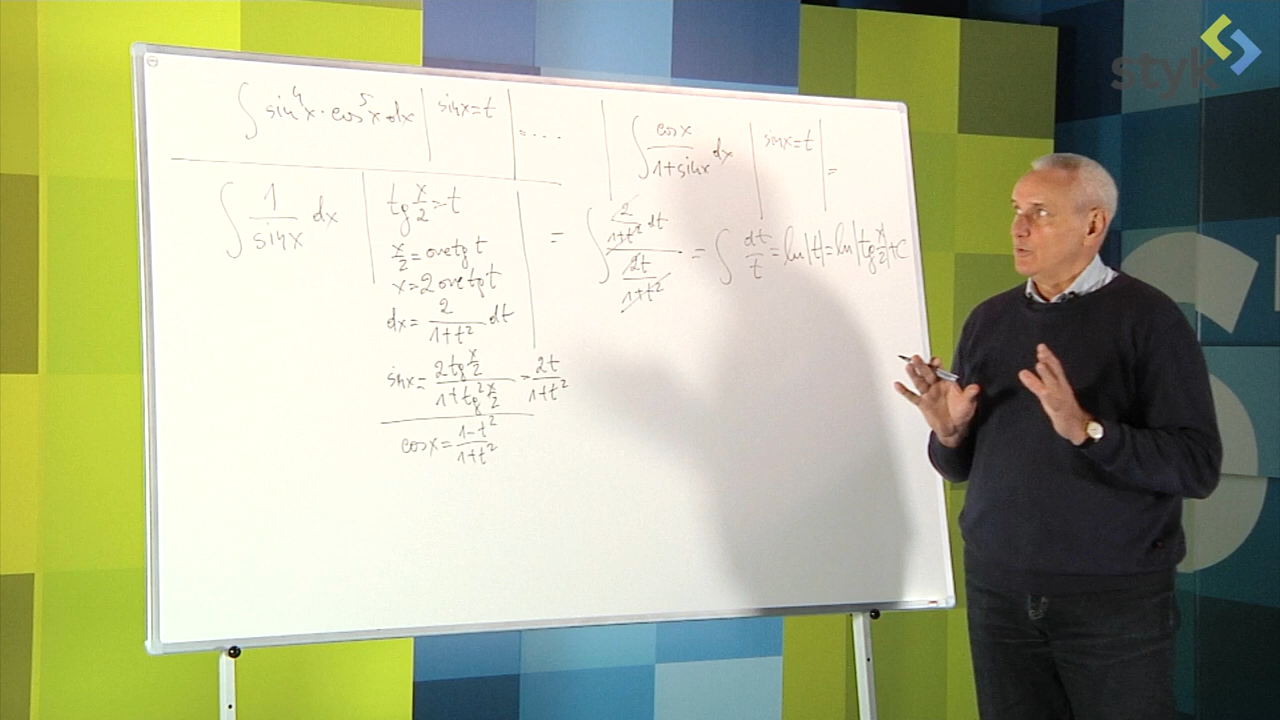 styk
∫ sin⁴x · cos⁵x dx | sinx = t | = ....
∫ cosx / (1+sinx) dx | sinx = t | =
∫ 1/sinx dx
tg x/2 = t
x/2 = arctg t
x = 2 arctg t
dx = 2/(1+t²) dt
sinx = 2tg x/2 / (1+tg² x/2) = 2t/(1+t²)
cosx = (1-t²)/(1+t²)
= ∫ (2/(1+t²) dt) / (2t/(1+t²)) = ∫ dt/t = ln|t| = ln|tg x/2| + C